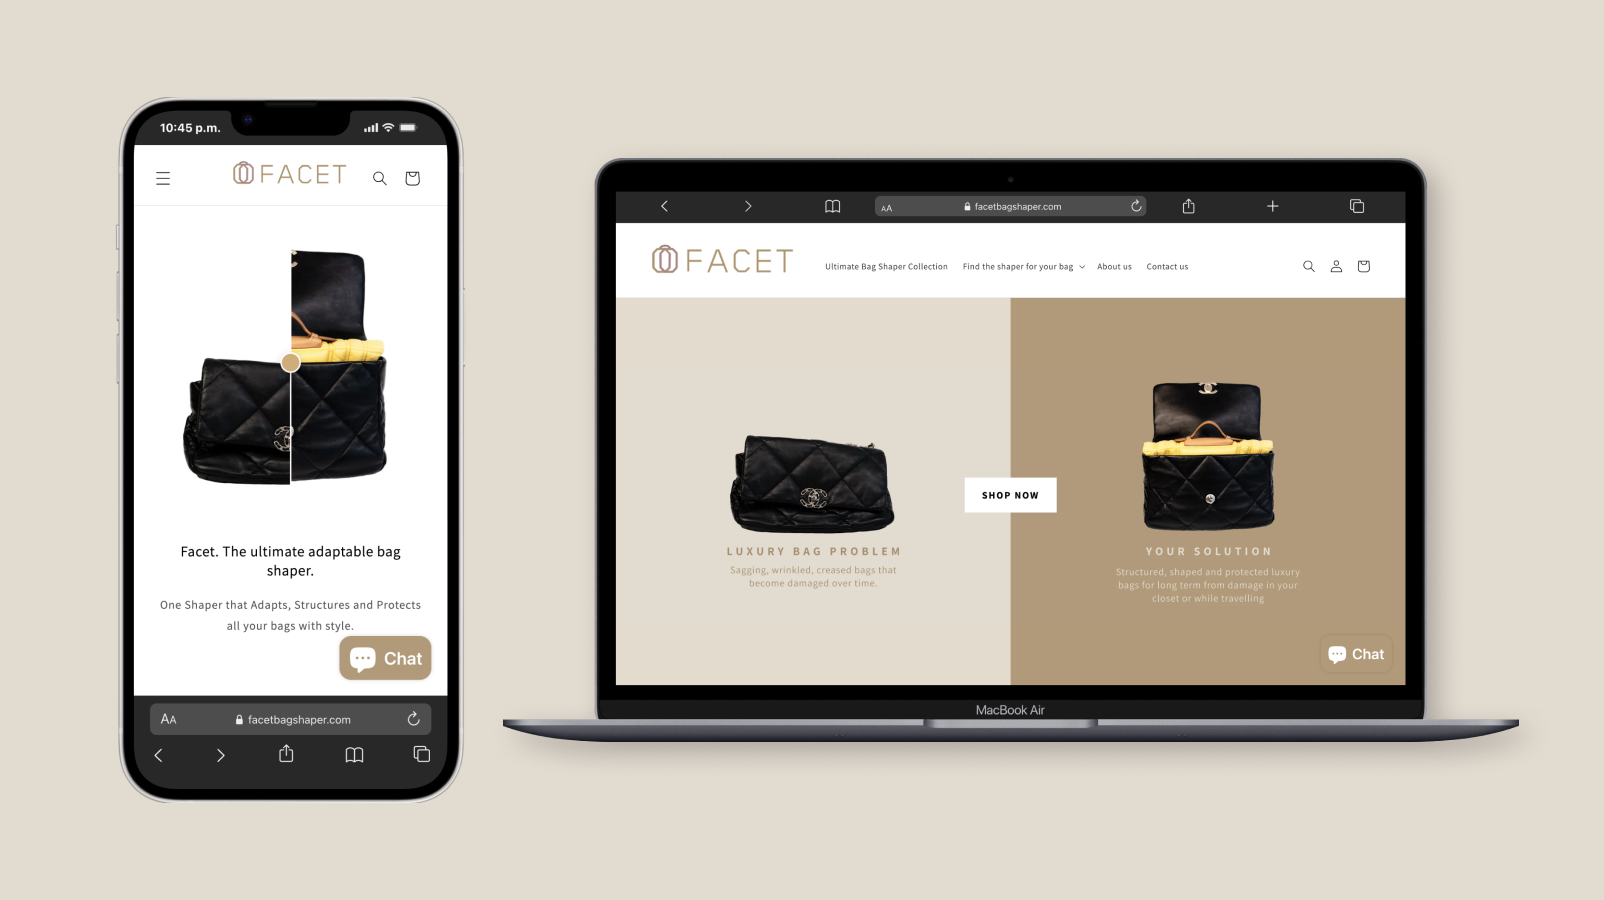 10:45 p.m.
FACET
Facet. The ultimate adaptable bag
shaper.
One Shaper that Adapts, Structures and Protects
all your bags with style.
Chat
AA
facetbagshaper.com
AA
facetbagshaper.com
FACET
Ultimate Bag Shaper Collection
Find the shaper for your bag
About us
Contact us
SHOP NOW
LUXURY BAG PROBLEM
Sagging, wrinkled, creased bags that
become damaged over time.
YOUR SOLUTION
Structured, shaped and protected luxury
bags for long term from damage in your
closet or while travelling
Chat
MacBook Air